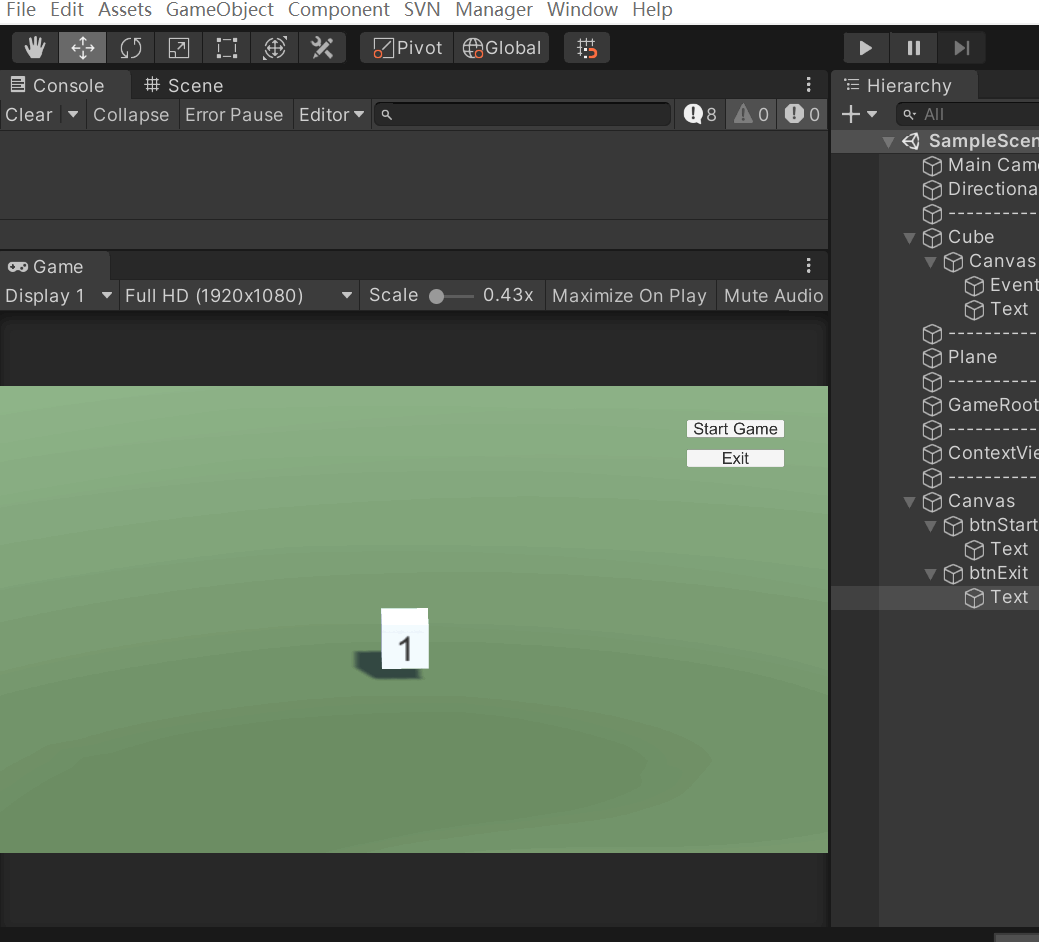 File Edit Assets GameObject Component SVN Manager Window Help
Pivot Global
Console Scene
Clear Collapse Error Pause Editor 8 0 0
Game
Display 1 Full HD (1920x1080) Scale 0.43x Maximize On Play Mute Audio
Start Game
Exit
1
Hierarchy
All
SampleScen
Main Cam
Directiona
----------
Cube
Canvas
Event
Text
----------
Plane
----------
GameRoot
----------
ContextVie
----------
Canvas
btnStart
Text
btnExit
Text